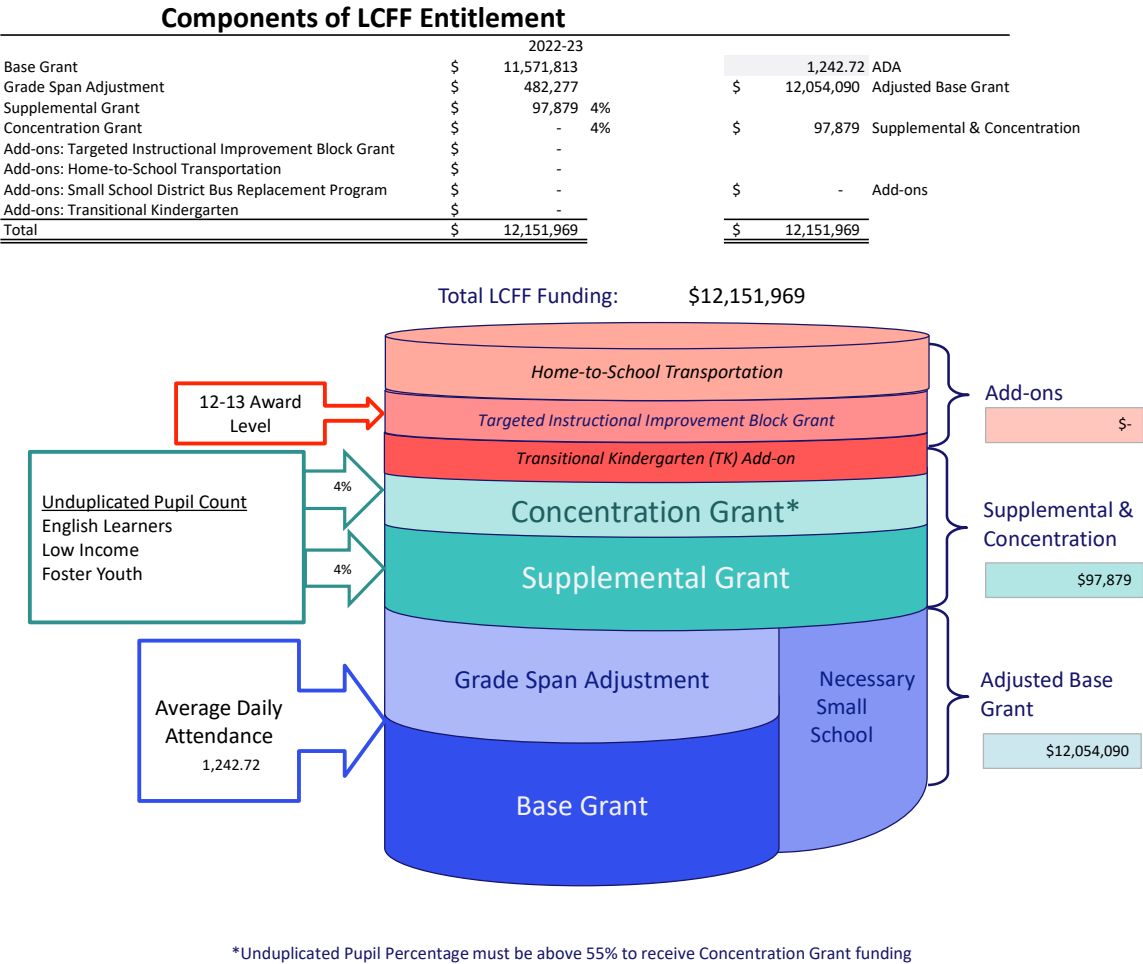 Components of LCFF Entitlement
2022-23
Base Grant $ 11,571,813 1,242.72 ADA
Grade Span Adjustment $ 482,277 $ 12,054,090 Adjusted Base Grant
Supplemental Grant $ 97,879 4%
Concentration Grant $ - 4% $ 97,879 Supplemental & Concentration
Add-ons: Targeted Instructional Improvement Block Grant $ -
Add-ons: Home-to-School Transportation $ -
Add-ons: Small School District Bus Replacement Program $ - $ - Add-ons
Add-ons: Transitional Kindergarten $ -
Total $ 12,151,969 $ 12,151,969
Total LCFF Funding: $12,151,969
Home-to-School Transportation
Targeted Instructional Improvement Block Grant
Transitional Kindergarten (TK) Add-on
Concentration Grant*
Supplemental Grant
Grade Span Adjustment
Base Grant
Necessary
Small
School
12-13 Award
Level
Unduplicated Pupil Count
English Learners
Low Income
Foster Youth
4%
4%
Average Daily
Attendance
1,242.72
Add-ons
$-
Supplemental &
Concentration
$97,879
Adjusted Base
Grant
$12,054,090
*Unduplicated Pupil Percentage must be above 55% to receive Concentration Grant funding